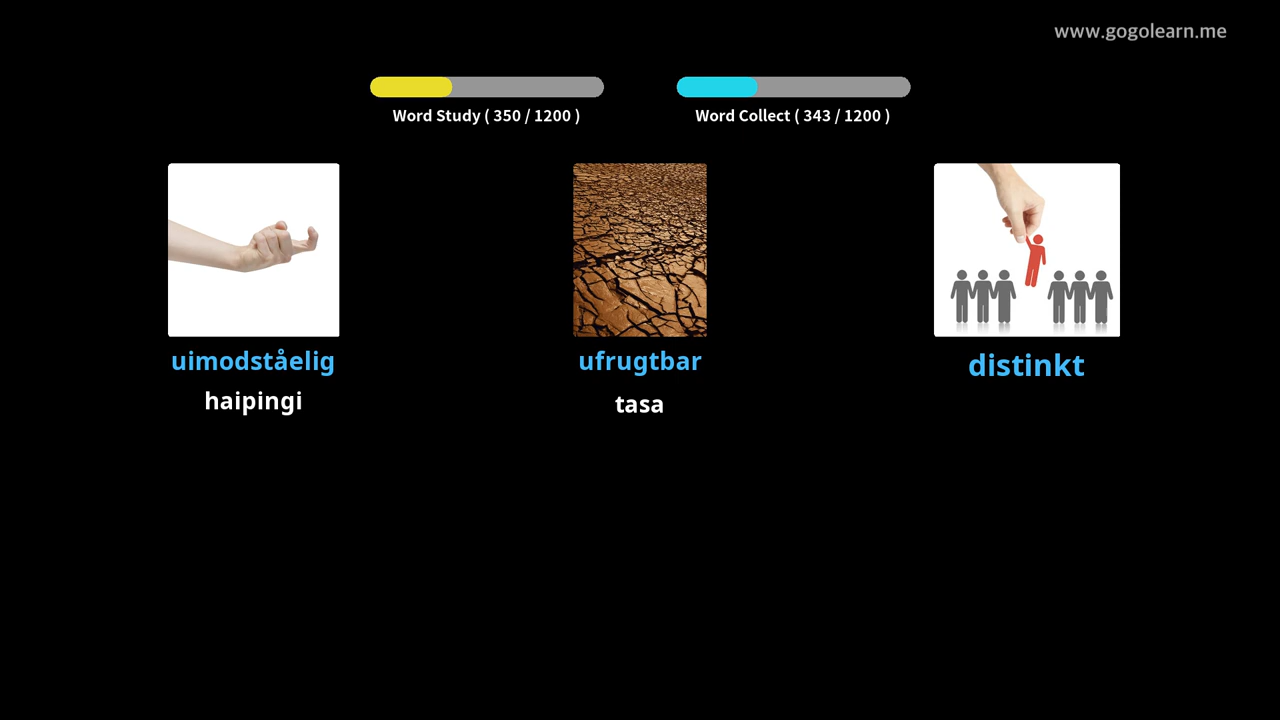 www.gogolearn.me
Word Study ( 350 / 1200 )
Word Collect ( 343 / 1200 )
uimodståelig
ufrugtbar
distinkt
haipingi
tasa